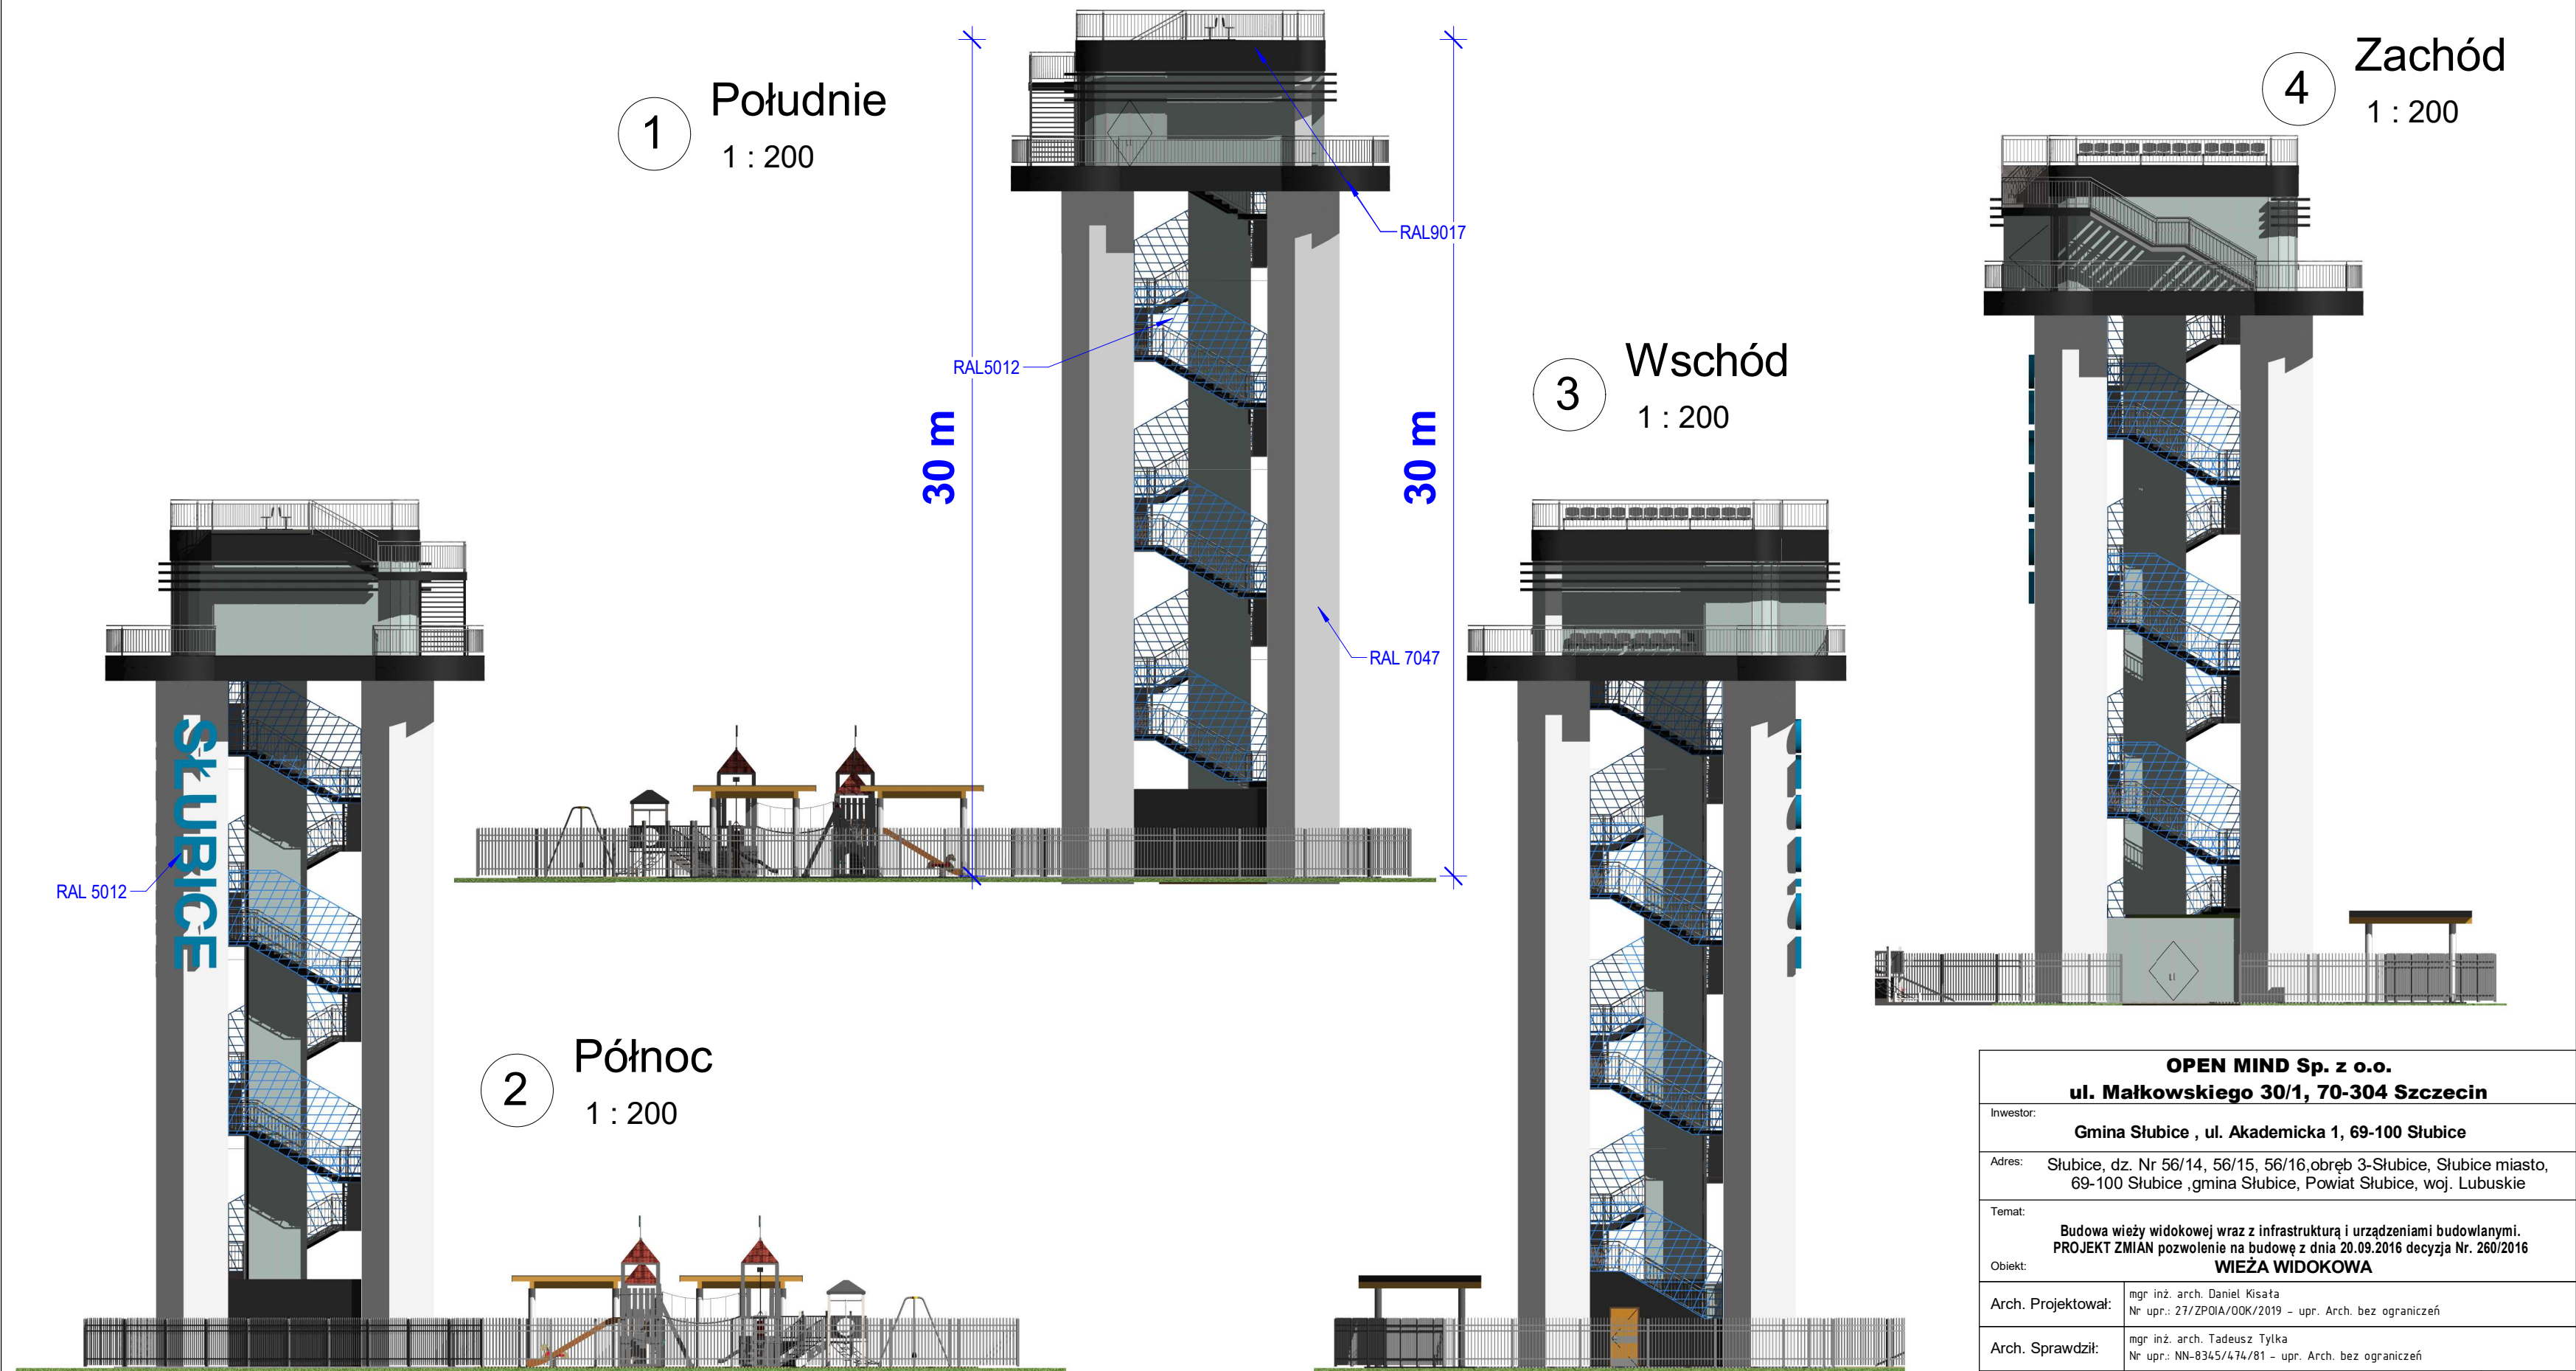 1
Południe
1 : 200
30 m
30 m
RAL9017
RAL5012
RAL 7047
4
Zachód
1 : 200
3
Wschód
1 : 200
SŁUBICE
RAL 5012
2
Północ
1 : 200
OPEN MIND Sp. z o.o.
ul. Małkowskiego 30/1, 70-304 Szczecin
Inwestor:
Gmina Słubice , ul. Akademicka 1, 69-100 Słubice
Adres: Słubice, dz. Nr 56/14, 56/15, 56/16,obręb 3-Słubice, Słubice miasto,
69-100 Słubice ,gmina Słubice, Powiat Słubice, woj. Lubuskie
Temat:
Budowa wieży widokowej wraz z infrastrukturą i urządzeniami budowlanymi.
PROJEKT ZMIAN pozwolenie na budowę z dnia 20.09.2016 decyzja Nr. 260/2016
Obiekt: WIEŻA WIDOKOWA
Arch. Projektował: mgr inż. arch. Daniel Kisała
Nr upr.: 27/ZPOIA/OOK/2019 - upr. Arch. bez ograniczeń
Arch. Sprawdził: mgr inż. arch. Tadeusz Tylka
Nr upr.: NN-8345/474/81 - upr. Arch. bez ograniczeń